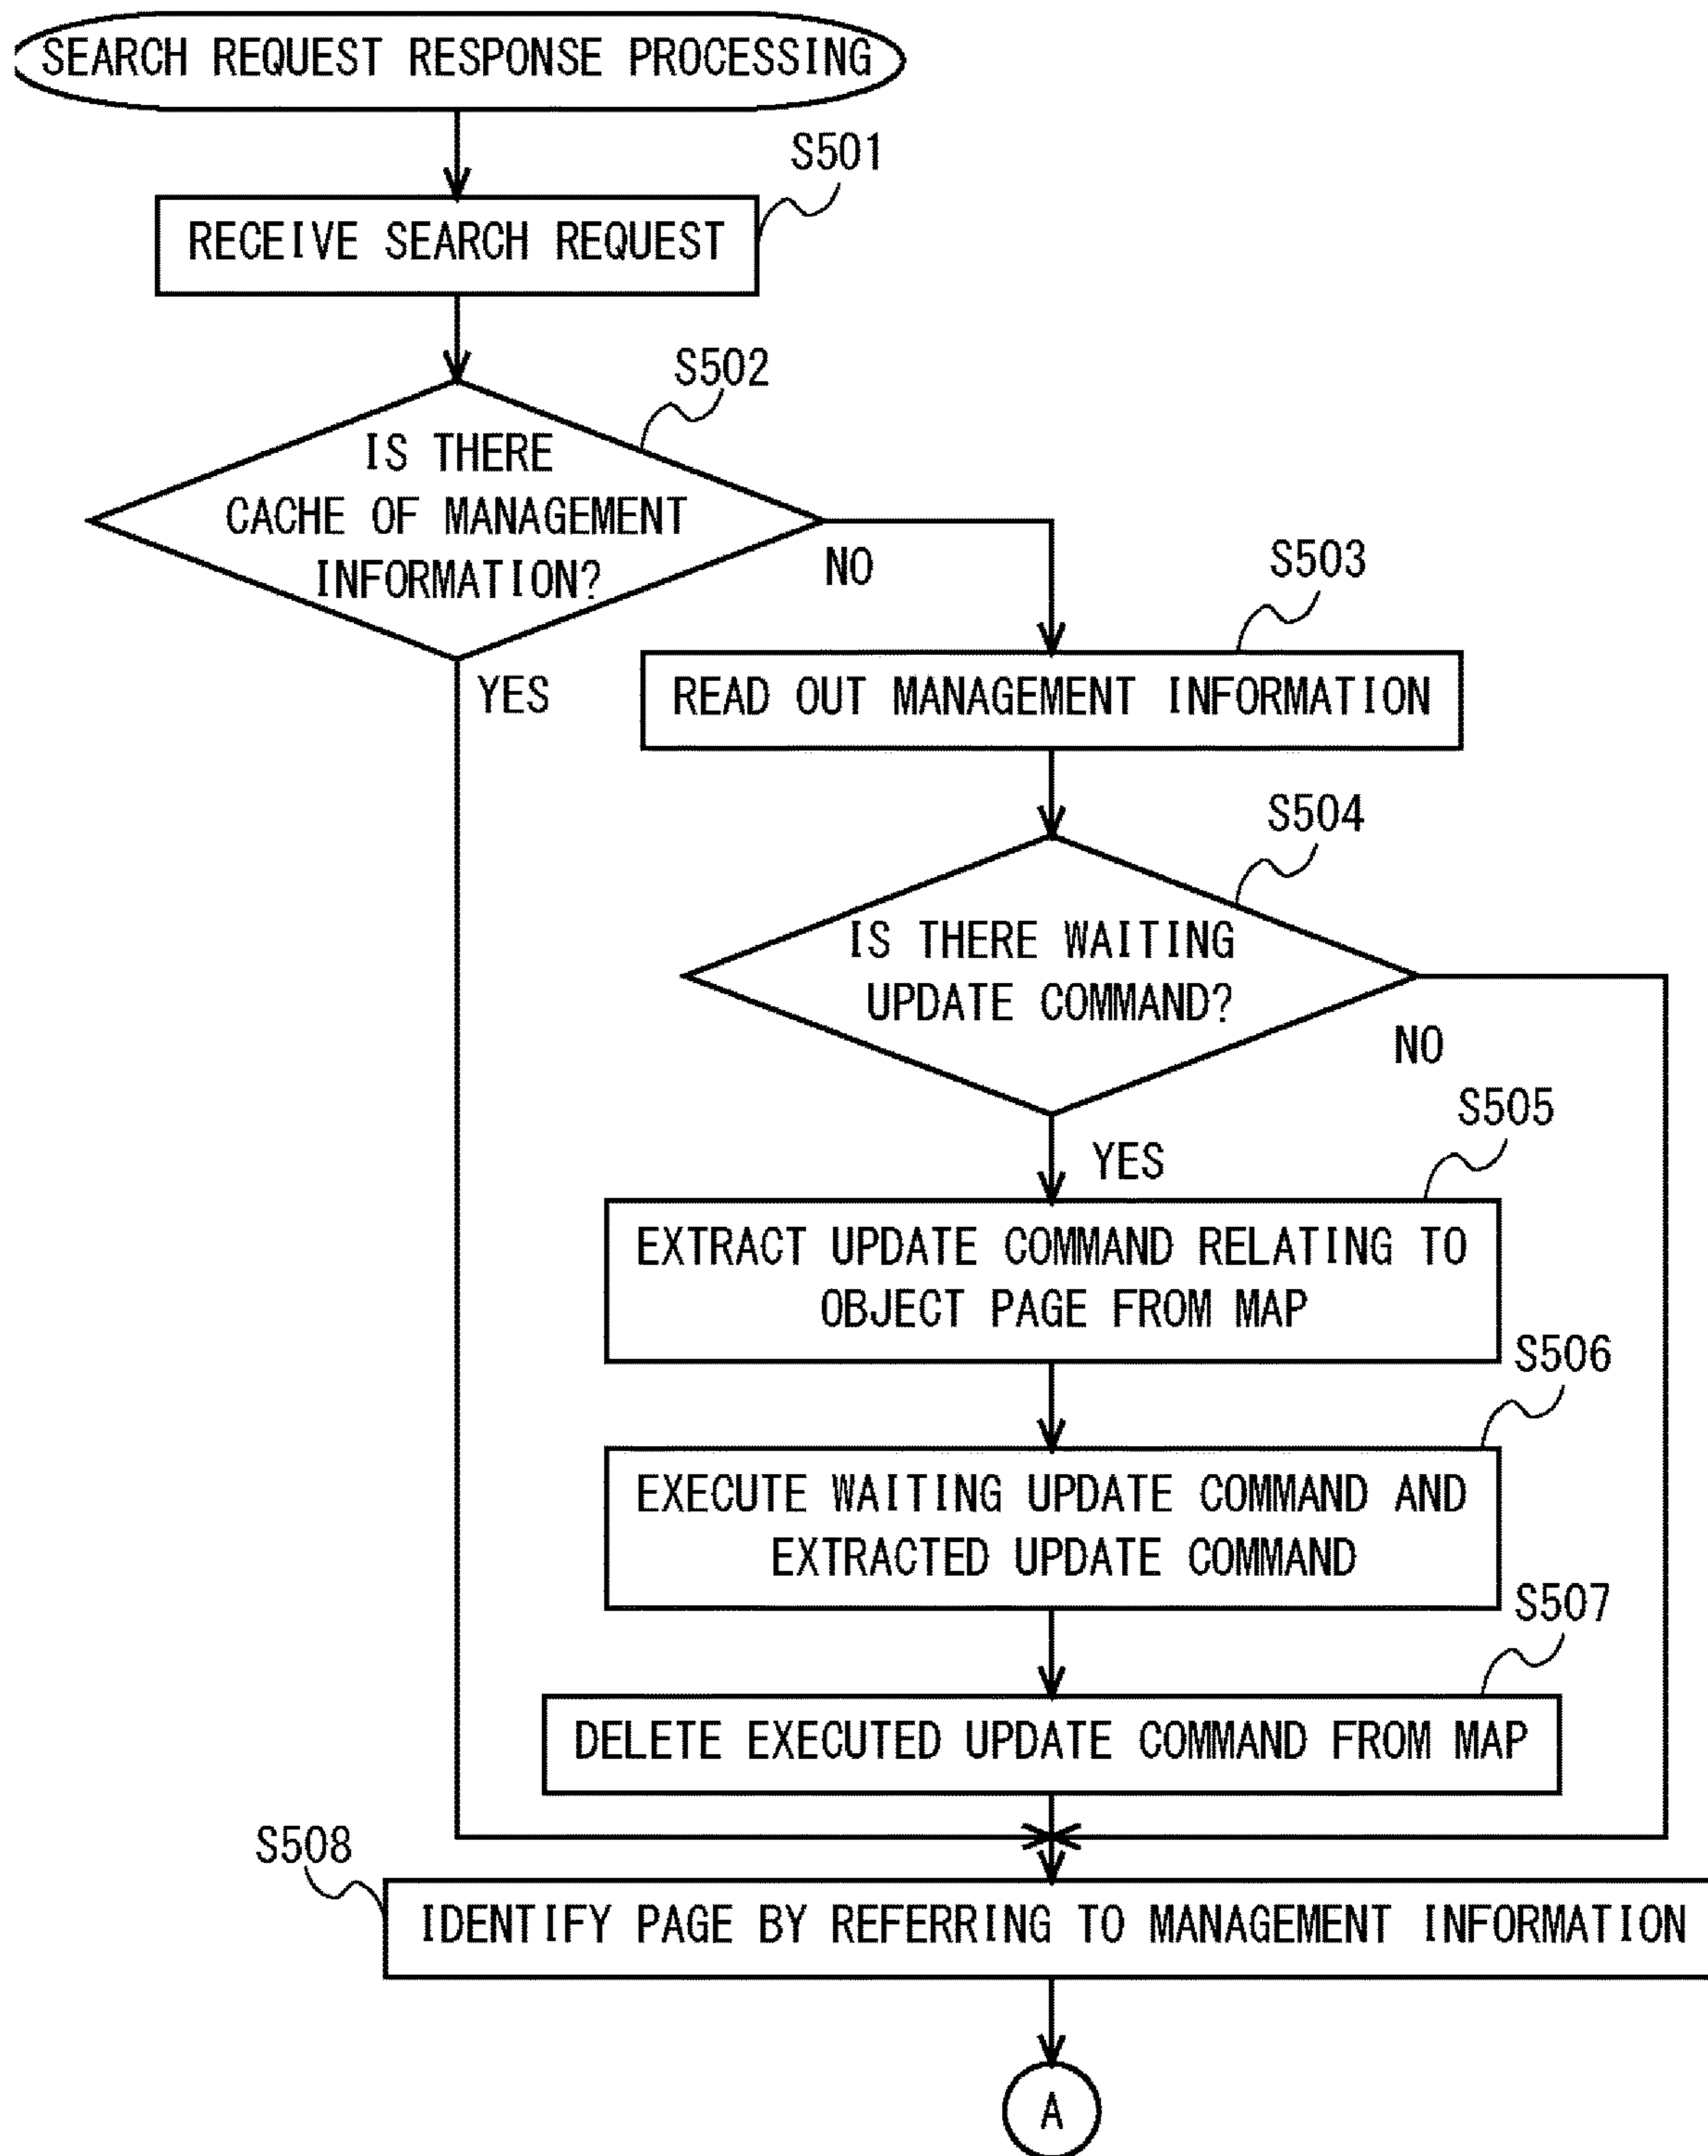 SEARCH REQUEST RESPONSE PROCESSING
S501
RECEIVE SEARCH REQUEST
S502
IS THERE
CACHE OF MANAGEMENT
INFORMATION?
NO
YES
S503
READ OUT MANAGEMENT INFORMATION
S504
IS THERE WAITING
UPDATE COMMAND?
NO
YES
S505
EXTRACT UPDATE COMMAND RELATING TO
OBJECT PAGE FROM MAP
S506
EXECUTE WAITING UPDATE COMMAND AND
EXTRACTED UPDATE COMMAND
S507
DELETE EXECUTED UPDATE COMMAND FROM MAP
S508
IDENTIFY PAGE BY REFERRING TO MANAGEMENT INFORMATION
A